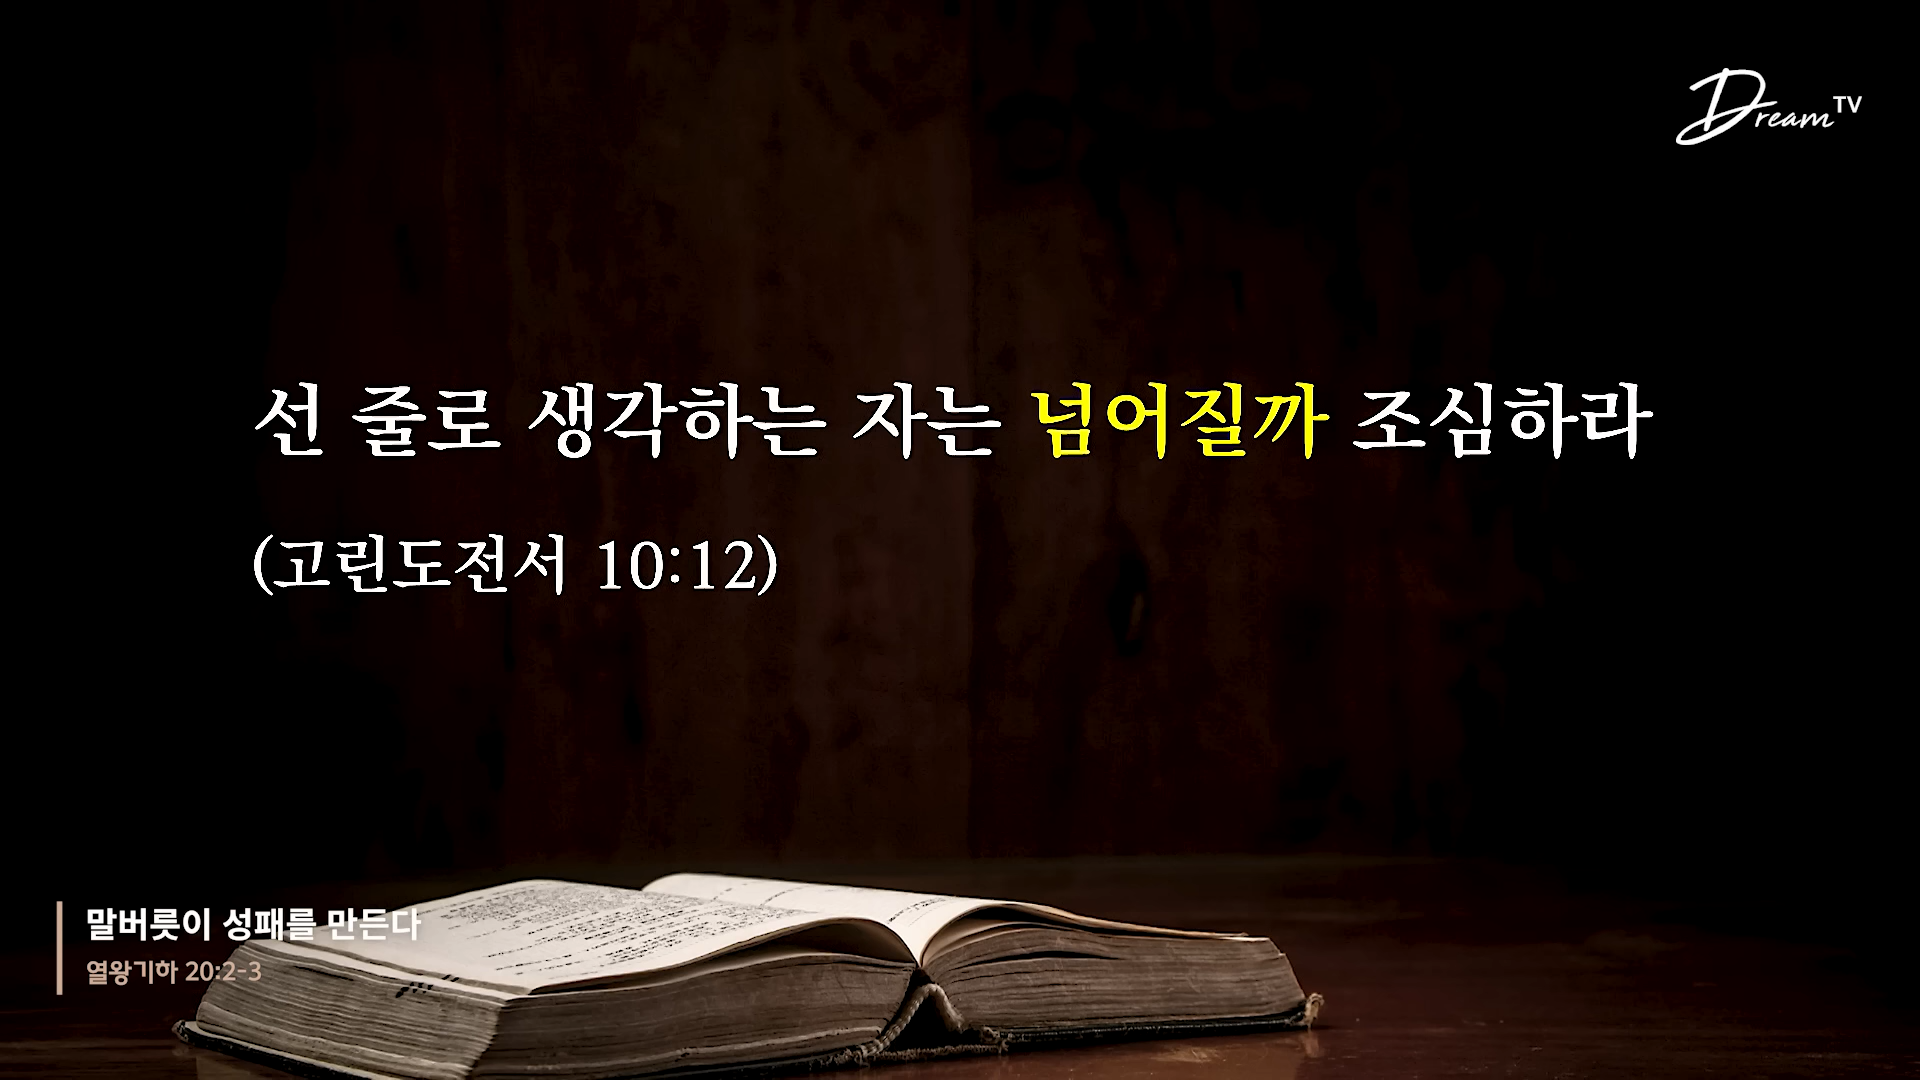 Dream TV
선 줄로 생각하는 자는 넘어질까 조심하라
(고린도전서 10:12)
말버릇이 성패를 만든다
열왕기하 20:2-3